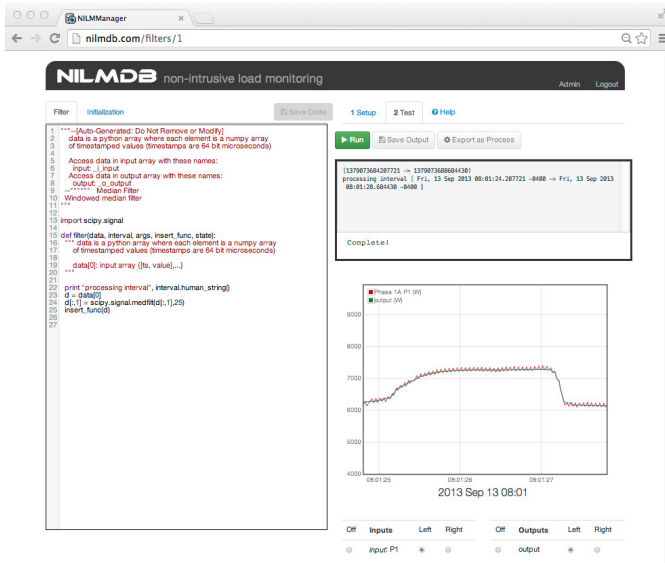 NILMManager
nilmdb.com/filters/1
NILMDB non-intrusive load monitoring
Admin Logout
Filter Initialization
Save Code
1 """--[Auto-Generated: Do Not Remove or Modify]
2 data is a python array where each element is a numpy array
3 of timestamped values (timestamps are 64 bit microseconds)
4
5 Access data in input array with these names:
6 input: _i_input
7 Access data in output array with these names:
8 output: _o_output
9 --"""""" Median Filter
10 Windowed median filter
11 """
12
13 import scipy.signal
14
15 def filter(data, interval, args, insert_func, state):
16 """ data is a python array where each element is a numpy array
17 of timestamped values (timestamps are 64 bit microseconds)
18
19 data[0]: input array {[ts, value],...}
20 """
21
22 print "processing interval", interval.human_string()
23 d = data[0]
24 d[:,1] = scipy.signal.medfilt(d[:,1],25)
25 insert_func(d)
26
27
1 Setup 2 Test Help
Run Save Output Export as Process
(1379073684207721 -> 1379073688684430)
processing interval [ Fri, 13 Sep 2013 08:01:24.207721 -0400 -> Fri, 13 Sep 2013
08:01:28.684430 -0400 ]
Complete!
Phase 1A P1 (W)
output (W)
9000
8000
7000
6000
5000
4000
08:01:25 08:01:26 08:01:27
2013 Sep 13 08:01
Off Inputs Left Right
input: P1
Off Outputs Left Right
output